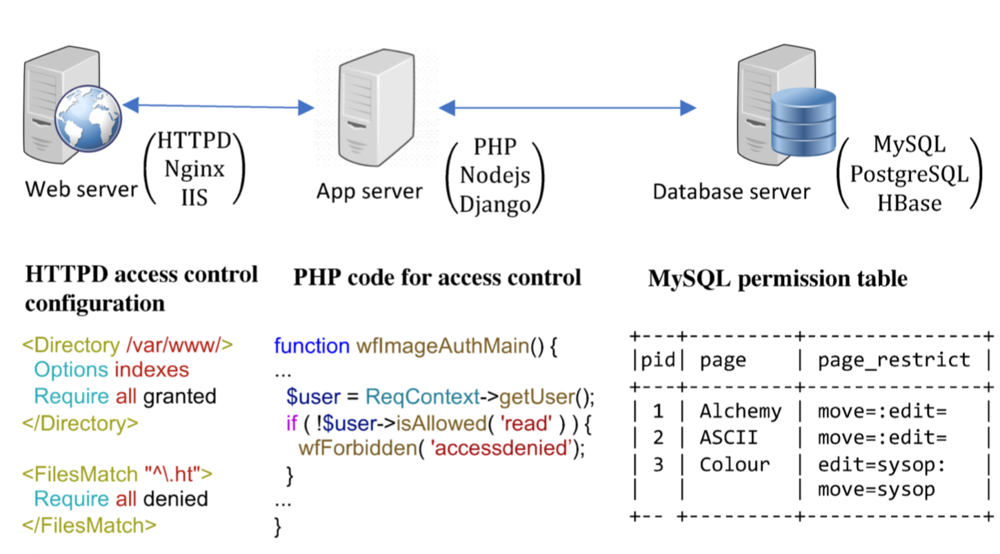 Web server
HTTPD
Nginx
IIS
App server
PHP
Nodejs
Django
Database server
MySQL
PostgreSQL
HBase
HTTPD access control
configuration
<Directory /var/www/>
Options indexes
Require all granted
</Directory>
<FilesMatch "^\.ht">
Require all denied
</FilesMatch>
PHP code for access control
function wfImageAuthMain() {
...
$user = ReqContext->getUser();
if ( !$user->isAllowed( 'read' ) ) {
wfForbidden( 'accessdenied');
}
...
}
MySQL permission table
+---+---------+---------------+
|pid| page | page_restrict |
+---+---------+---------------+
| 1 | Alchemy | move=:edit=
| 2 | ASCII | move=:edit= |
| 3 | Colour | edit=sysop: |
| | | move=sysop |
+-- +---------+---------------+